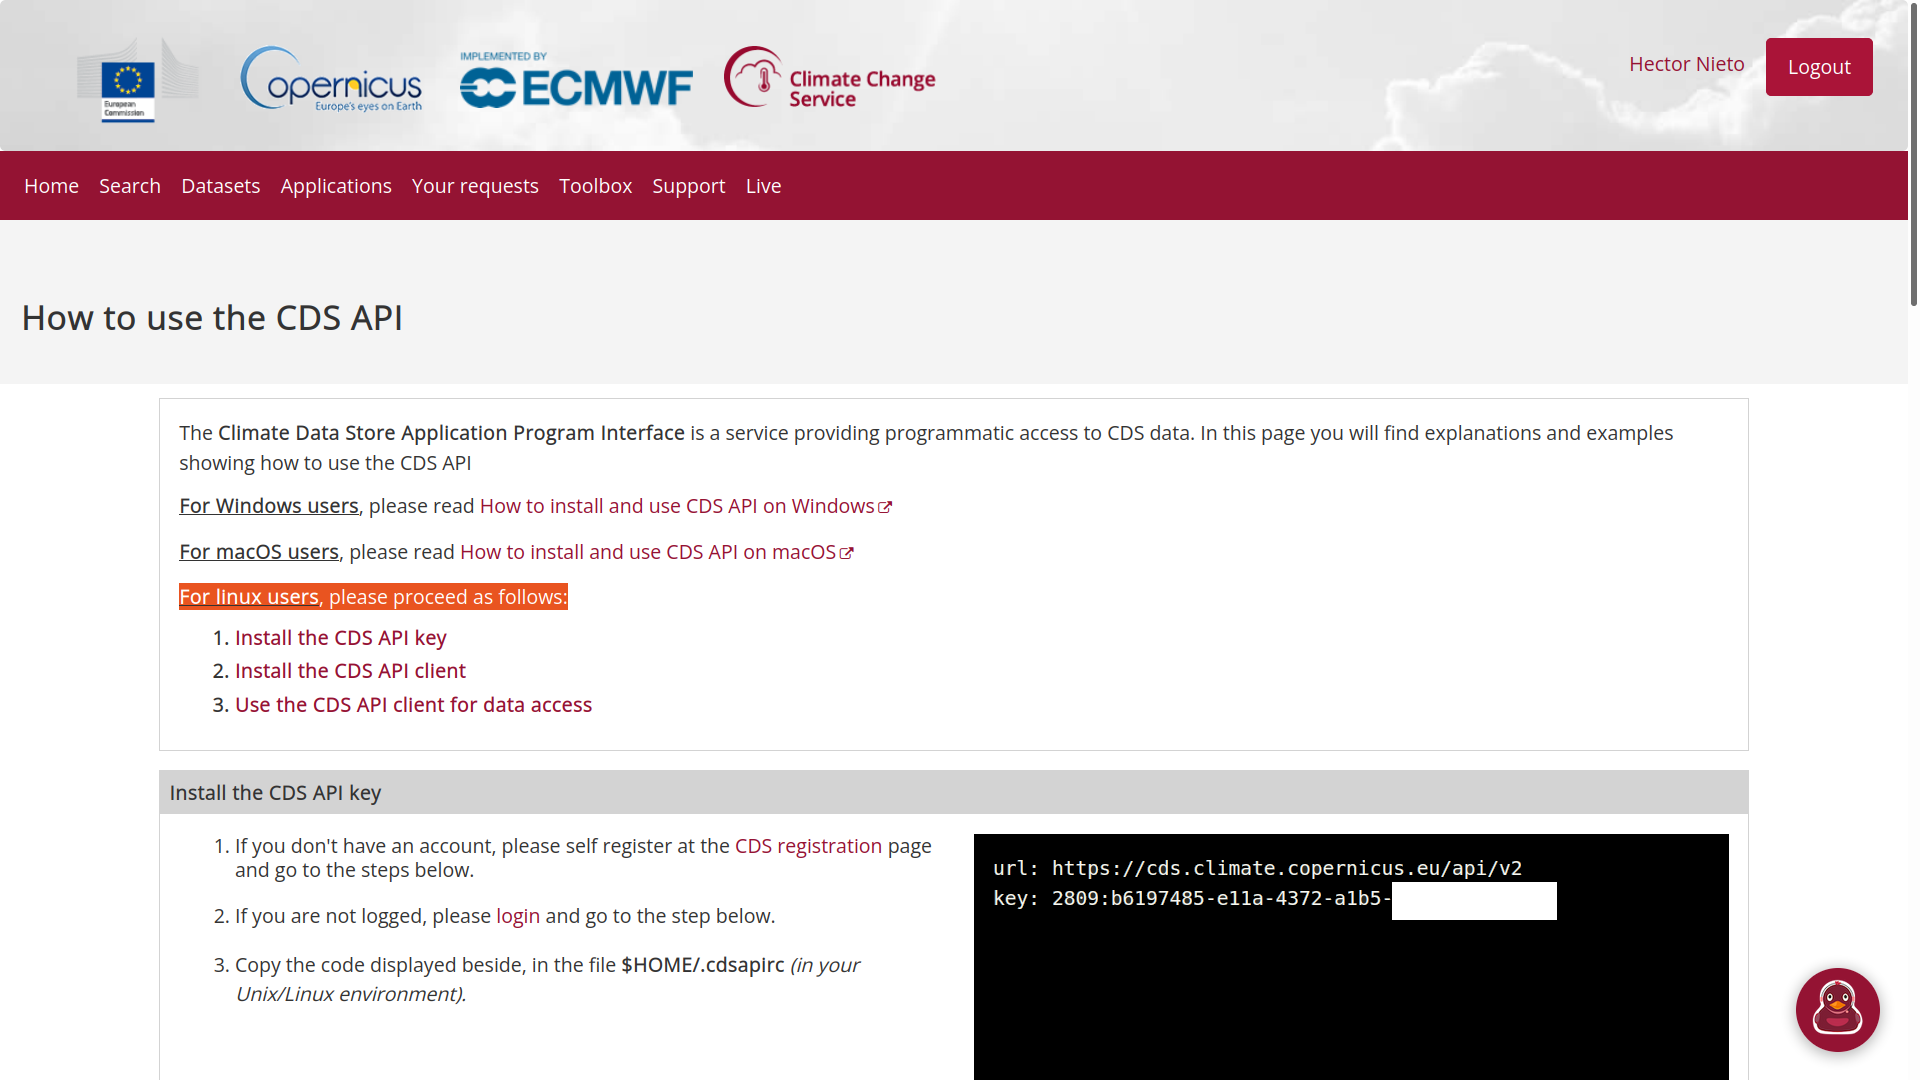 European
Commission
opernicus
Europe's eyes on Earth
IMPLEMENTED BY
ECMWF
Climate Change
Service
Hector Nieto
Logout
Home Search Datasets Applications Your requests Toolbox Support Live
How to use the CDS API
The Climate Data Store Application Program Interface is a service providing programmatic access to CDS data. In this page you will find explanations and examples
showing how to use the CDS API
For Windows users, please read How to install and use CDS API on Windows
For macOS users, please read How to install and use CDS API on macOS
For linux users, please proceed as follows:
1. Install the CDS API key
2. Install the CDS API client
3. Use the CDS API client for data access
Install the CDS API key
1. If you don't have an account, please self register at the CDS registration page
and go to the steps below.
2. If you are not logged, please login and go to the step below.
3. Copy the code displayed beside, in the file $HOME/.cdsapirc (in your
Unix/Linux environment).
url: https://cds.climate.copernicus.eu/api/v2
key: 2809:b6197485-e11a-4372-a1b5-